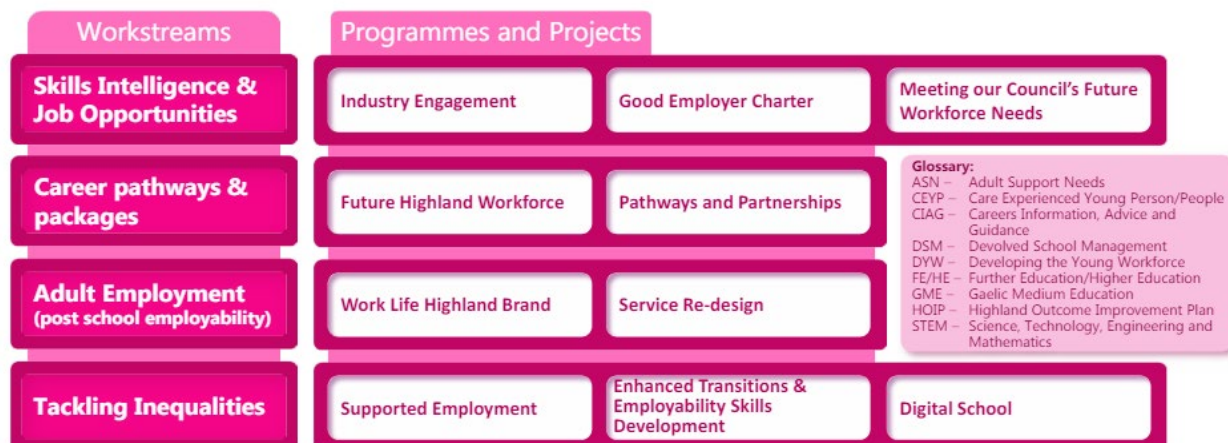 Workstreams
Programmes and Projects
Skills Intelligence &
Job Opportunities
Industry Engagement
Good Employer Charter
Meeting our Council's Future
Workforce Needs
Career pathways &
packages
Future Highland Workforce
Pathways and Partnerships
Glossary:
ASN – Adult Support Needs
CEYP – Care Experienced Young Person/People
CIAG – Careers Information, Advice and
Guidance
DSM – Devolved School Management
DYW – Developing the Young Workforce
FE/HE – Further Education/Higher Education
GME – Gaelic Medium Education
HOIP – Highland Outcome Improvement Plan
STEM – Science, Technology, Engineering and
Mathematics
Adult Employment
(post school employability)
Work Life Highland Brand
Service Re-design
Tackling Inequalities
Supported Employment
Enhanced Transitions &
Employability Skills
Development
Digital School